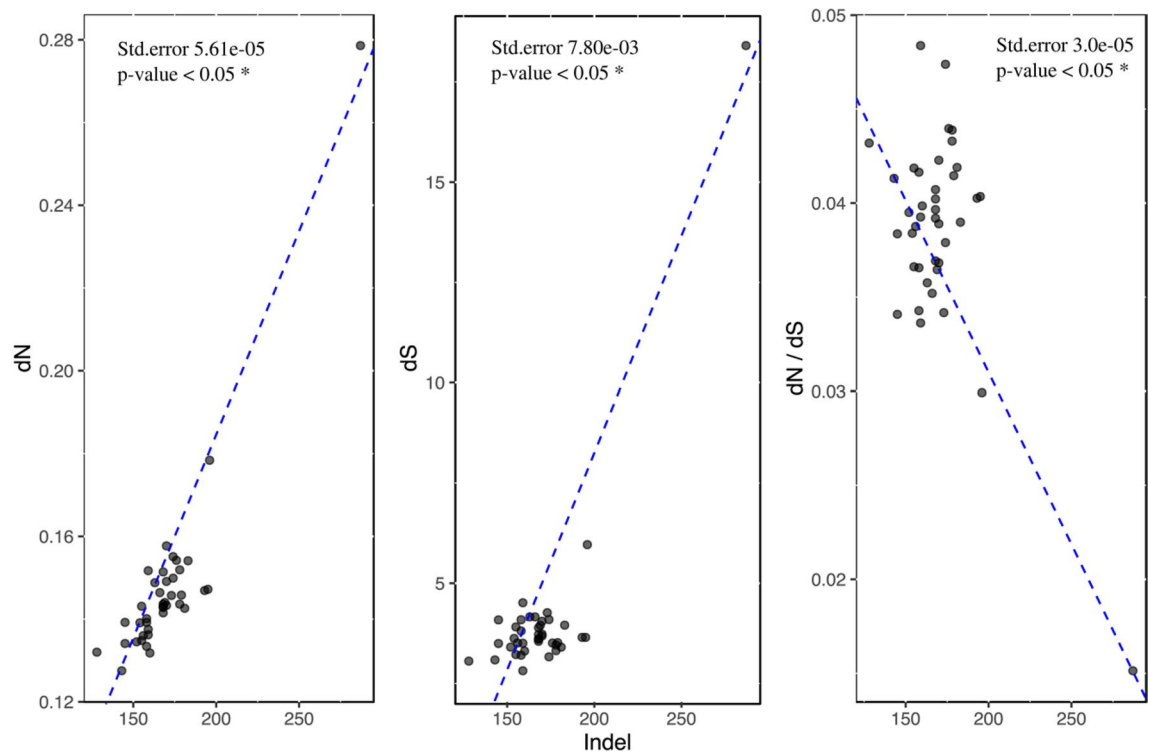 Std.error 5.61e-05
p-value < 0.05 *
0.28
0.24
0.20
0.16
0.12
dN
150
200
250
Std.error 7.80e-03
p-value < 0.05 *
15
10
5
dS
150
200
250
Indel
Std.error 3.0e-05
p-value < 0.05 *
0.05
0.04
0.03
0.02
dN / dS
150
200
250